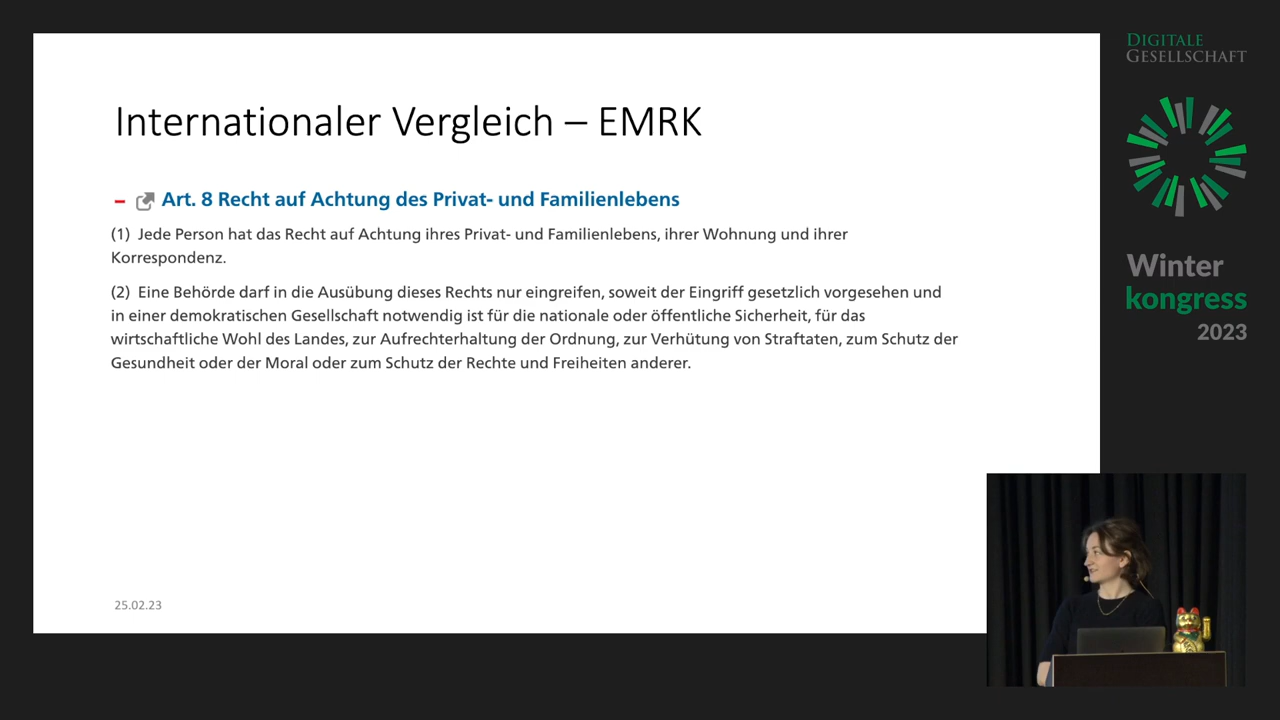 Internationaler Vergleich – EMRK
– Art. 8 Recht auf Achtung des Privat- und Familienlebens
(1) Jede Person hat das Recht auf Achtung ihres Privat- und Familienlebens, ihrer Wohnung und ihrer
Korrespondenz.
(2) Eine Behörde darf in die Ausübung dieses Rechts nur eingreifen, soweit der Eingriff gesetzlich vorgesehen und
in einer demokratischen Gesellschaft notwendig ist für die nationale oder öffentliche Sicherheit, für das
wirtschaftliche Wohl des Landes, zur Aufrechterhaltung der Ordnung, zur Verhütung von Straftaten, zum Schutz der
Gesundheit oder der Moral oder zum Schutz der Rechte und Freiheiten anderer.
25.02.23
DIGITALE
GESELLSCHAFT
Winter
kongress
2023